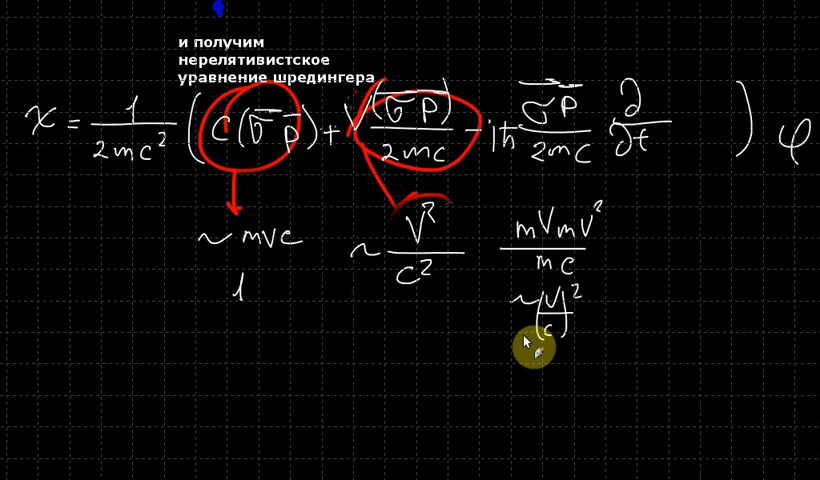 и получим
нерелятивистское
уравнение шредингера
χ = 1/(2mc²) ( c(σ̄ p̄) + V (σ̄ p̄)/(2mc) - iħ (σ̄ p̄)/(2mc) ∂/∂t ) φ
~ mvc ~ V²/c² mVmV²/mc
1 ~ (V/c)²